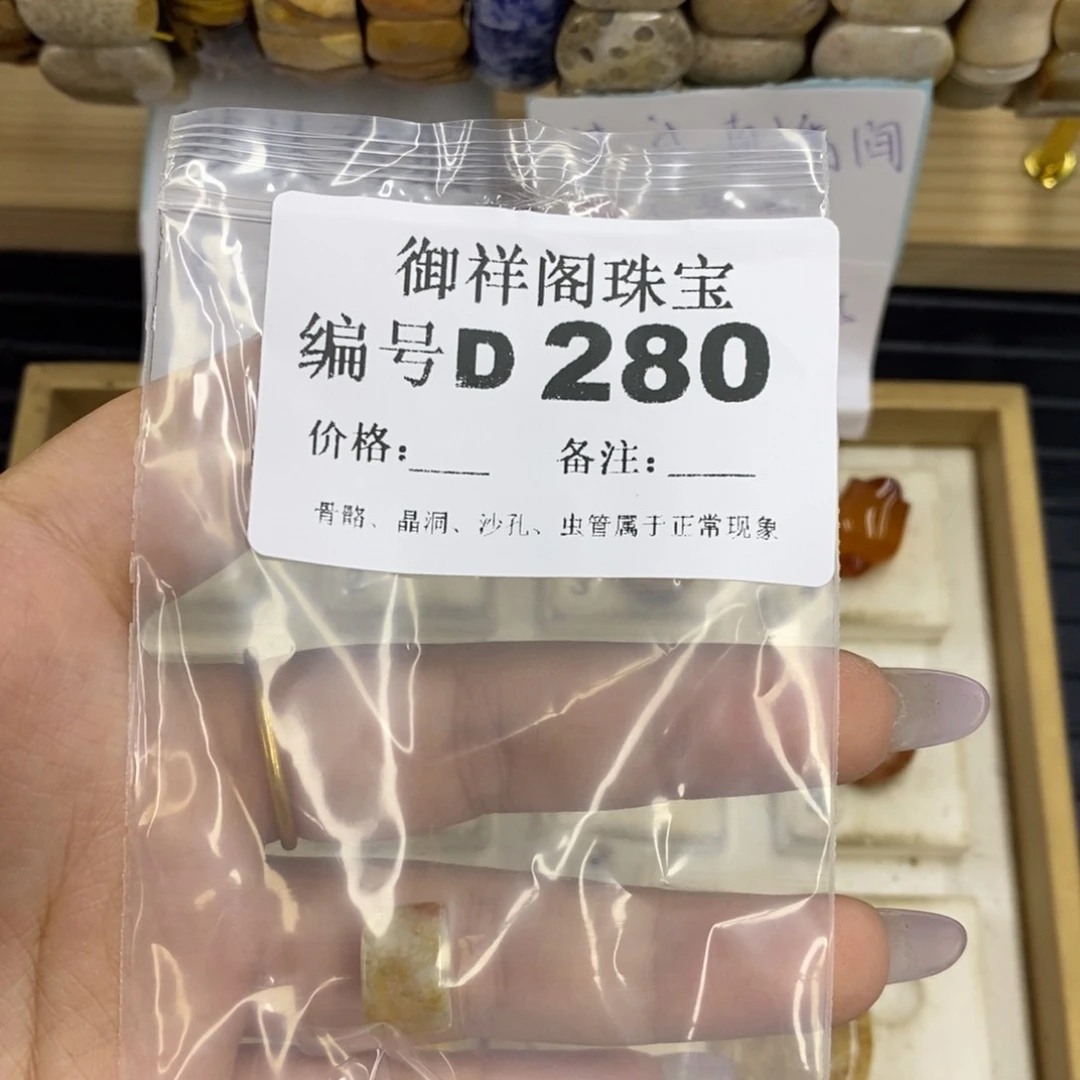 御祥阁珠宝
编号D 280
价格:____ 备注:____
骨骼、晶洞、沙孔、虫管属于正常现象